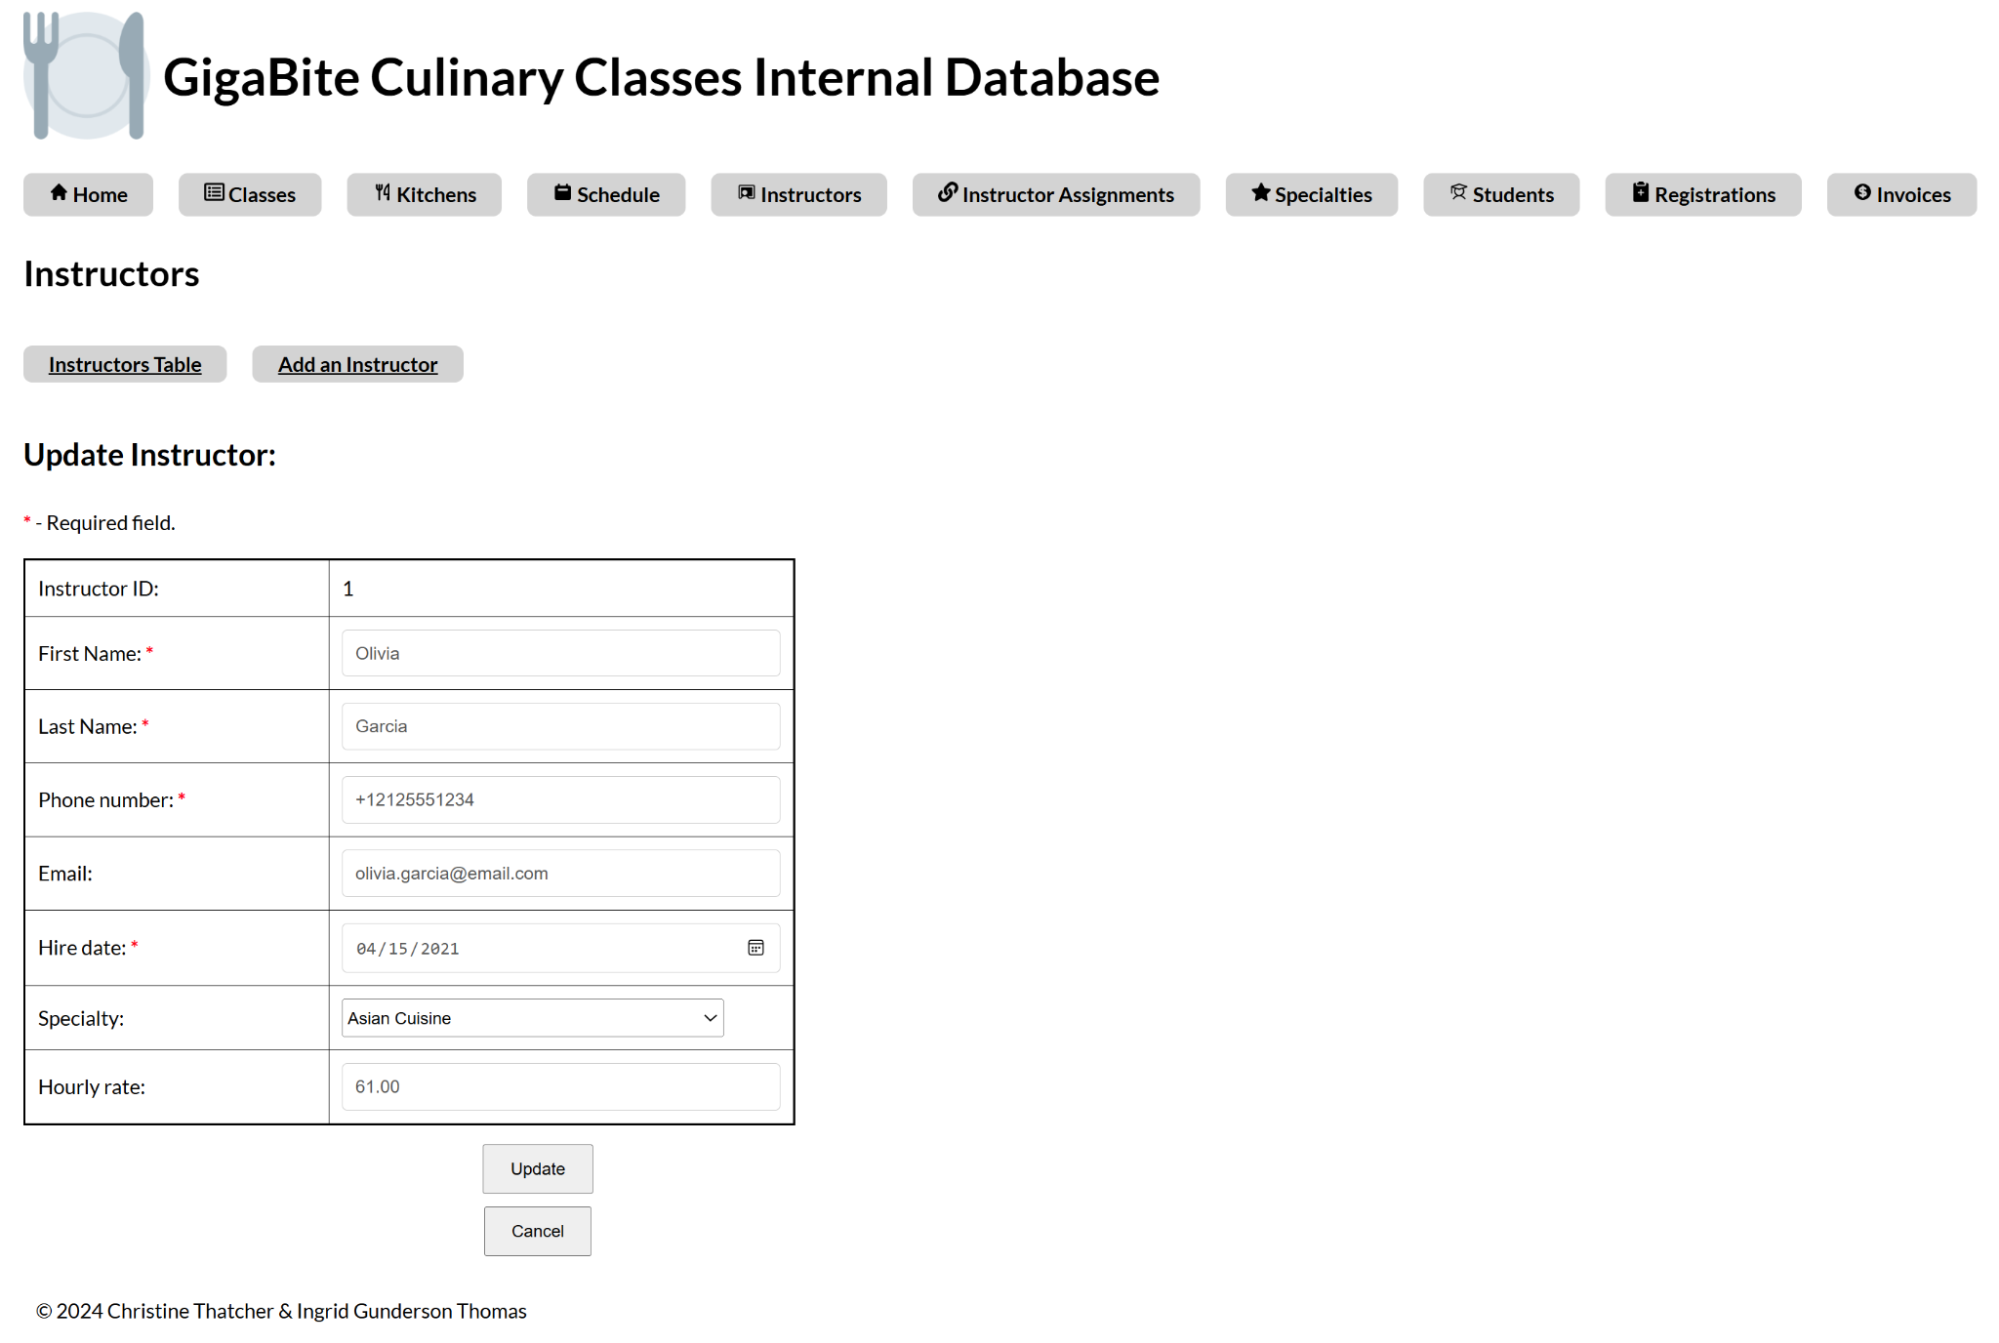 GigaBite Culinary Classes Internal Database
Home Classes Kitchens Schedule Instructors Instructor Assignments Specialties Students Registrations Invoices
Instructors
Instructors Table Add an Instructor
Update Instructor:
* - Required field.
Instructor ID: 1
First Name: * Olivia
Last Name: * Garcia
Phone number: * +12125551234
Email: olivia.garcia@email.com
Hire date: * 04/15/2021
Specialty: Asian Cuisine
Hourly rate: 61.00
Update
Cancel
© 2024 Christine Thatcher & Ingrid Gunderson Thomas